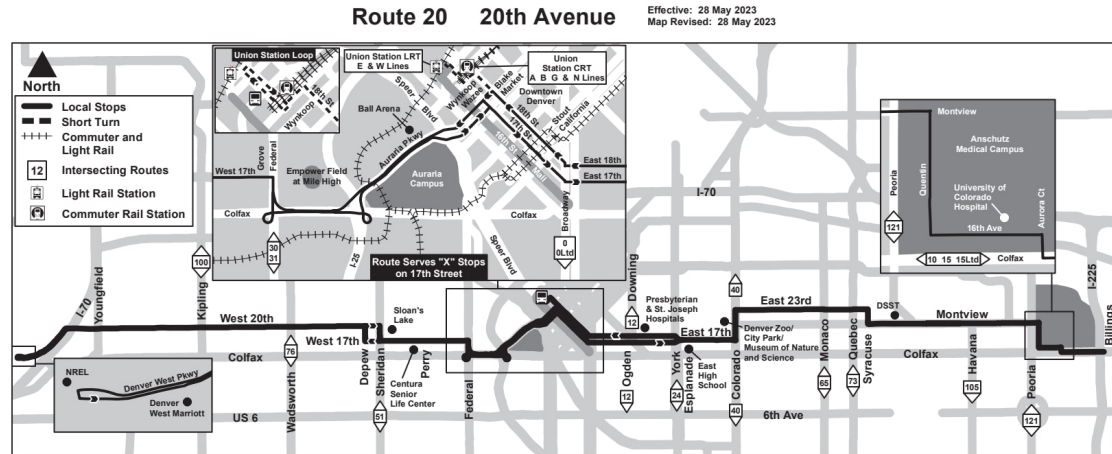 Route 20 20th Avenue
Effective: 28 May 2023
Map Revised: 28 May 2023
North
Local Stops
Short Turn
Commuter and
Light Rail
12 Intersecting Routes
Light Rail Station
Commuter Rail Station
Union Station Loop
18th St
Wynkoop
Union Station LRT
E & W Lines
Union
Station CRT
A B G & N Lines
Speer
Blvd
Wynkoop
Wazee
Blake
Market
Downtown
Denver
18th St
17th St
16th St
Mall
Stout
California
Ball Arena
Auraria Pkwy
Grove
Federal
West 17th
Empower Field
at Mile High
Auraria
Campus
East 18th
East 17th
Broadway
Colfax
Colfax
30
31
I-25
Speer Blvd
0
0Ltd
Route Serves "X" Stops
on 17th Street
I-70
Montview
Anschutz
Medical Campus
Peoria
Quentin
University of
Colorado
Hospital
Aurora Ct
16th Ave
121
10 15 15Ltd
Colfax
I-225
I-70
Youngfield
100
Kipling
West 20th
Sloan's
Lake
West 17th
Colfax
76
Wadsworth
Depew
Sheridan
51
Perry
Centura
Senior
Life Center
Federal
US 6
NREL
Denver West Pkwy
Denver
West Marriott
Downing
12
Presbyterian
& St. Joseph
Hospitals
40
East 17th
Ogden
12
York
24
Esplanade
East High
School
Colorado
40
Denver Zoo/
City Park/
Museum of Nature
and Science
East 23rd
Monaco
65
Quebec
73
Syracuse
DSST
Montview
Colfax
6th Ave
Havana
105
Peoria
121
Billings